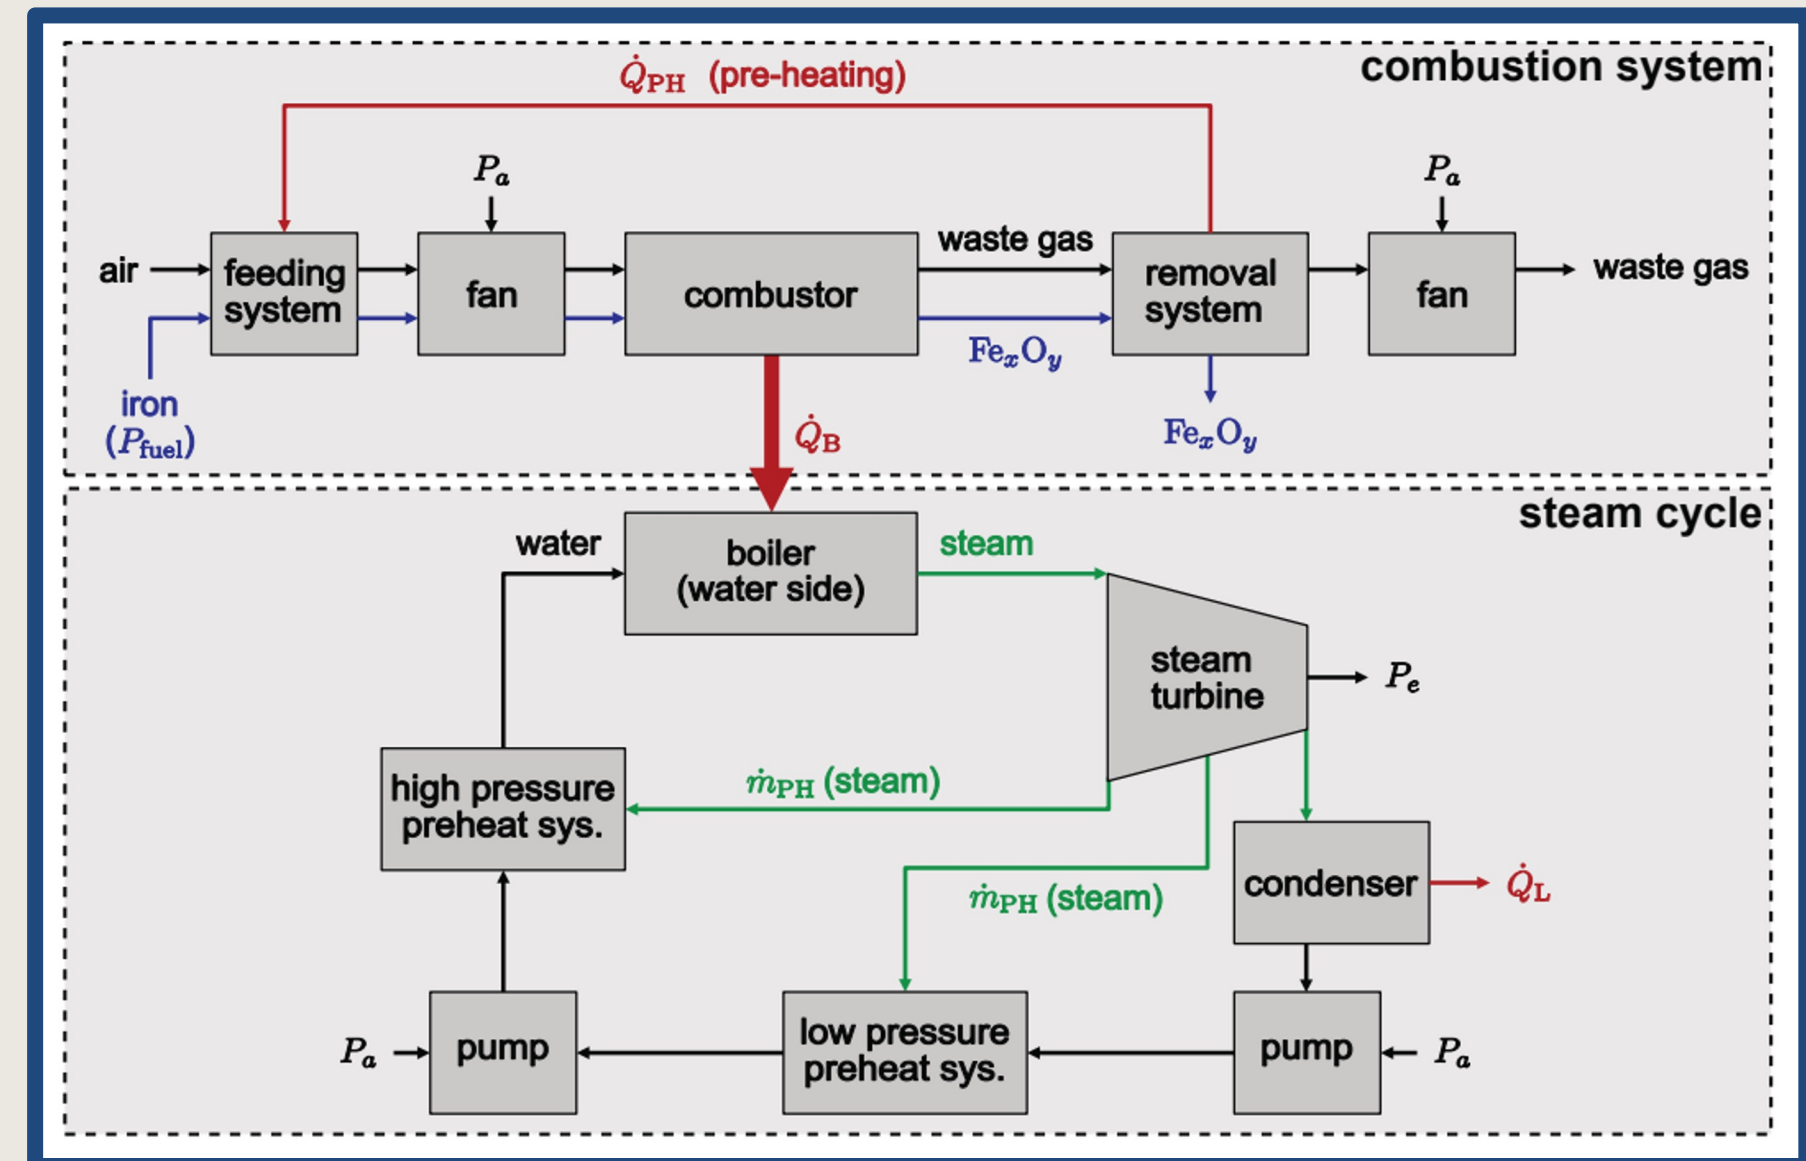 combustion system
Q̇PH (pre-heating)
Pa
Pa
air
feeding
system
fan
combustor
waste gas
FexOy
removal
system
fan
waste gas
iron
(Pfuel)
Q̇B
FexOy
steam cycle
water
boiler
(water side)
steam
steam
turbine
Pe
high pressure
preheat sys.
ṁPH (steam)
ṁPH (steam)
condenser
Q̇L
Pa
pump
low pressure
preheat sys.
pump
Pa